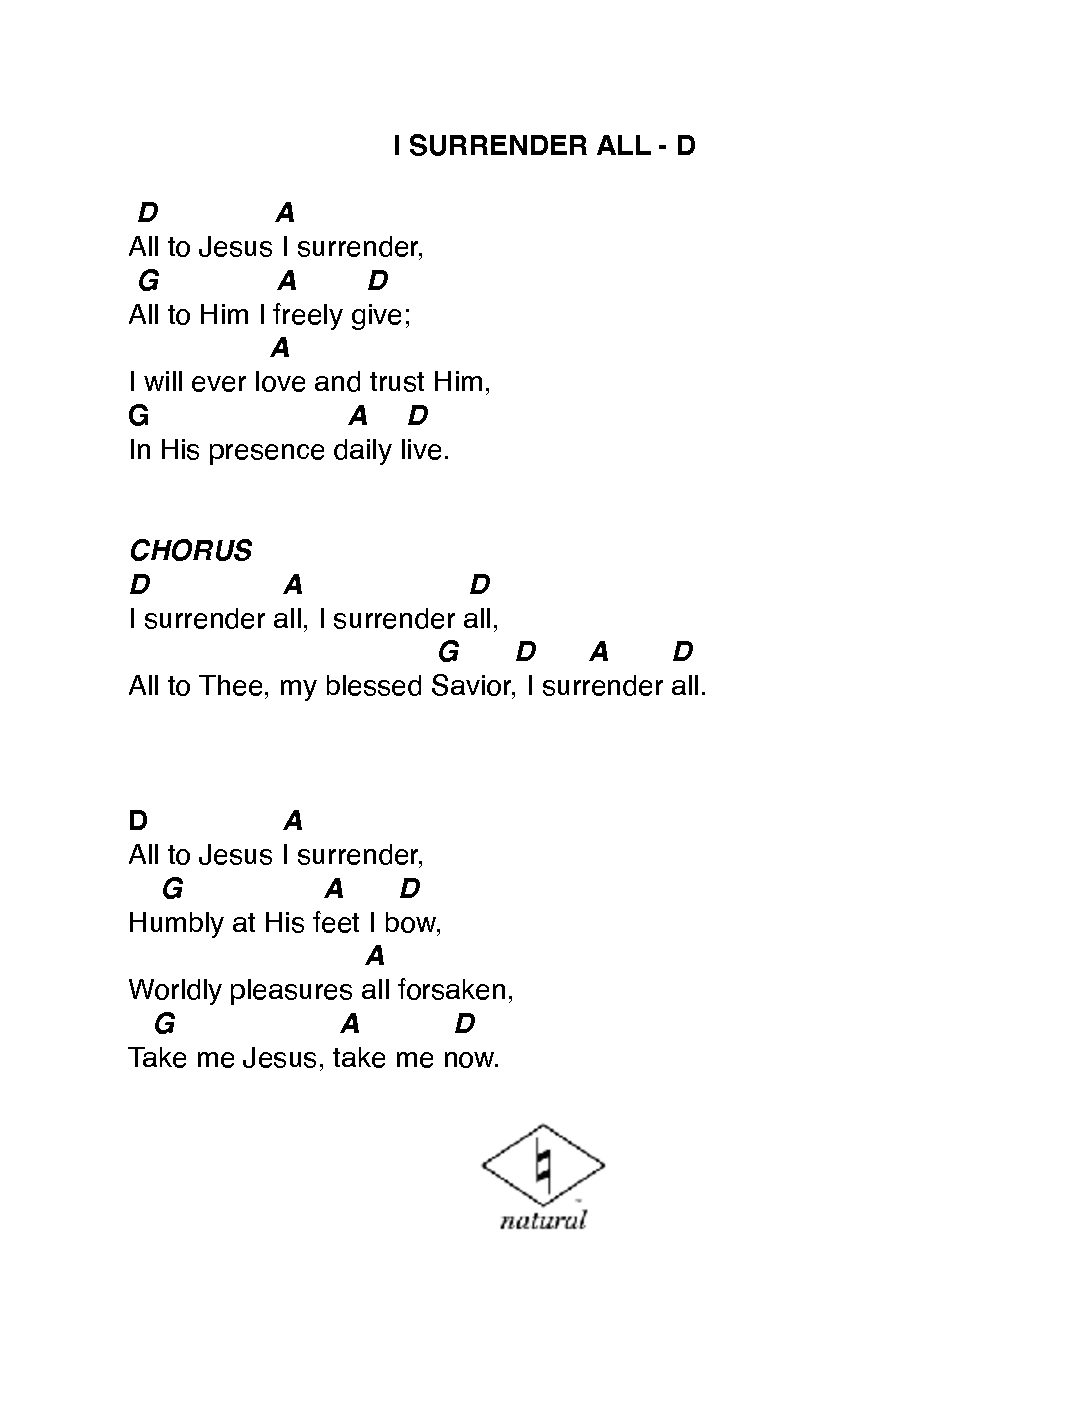 I SURRENDER ALL - D
D A
All to Jesus I surrender,
G A D
All to Him I freely give;
A
I will ever love and trust Him,
G A D
In His presence daily live.
CHORUS
D A D
I surrender all, I surrender all,
G D A D
All to Thee, my blessed Savior, I surrender all.
D A
All to Jesus I surrender,
G A D
Humbly at His feet I bow,
A
Worldly pleasures all forsaken,
G A D
Take me Jesus, take me now.
natural